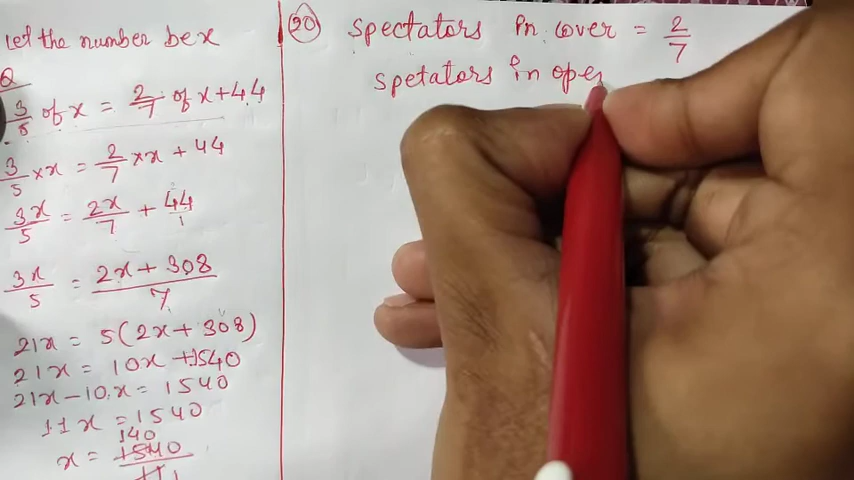 Let the number be x
Q
3/5 of x = 2/7 of x + 44
3/5 × x = 2/7 × x + 44
3x/5 = 2x/7 + 44/1
3x/5 = 2x + 308/7
21x = 5(2x + 308)
21x = 10x + 1540
21x - 10x = 1540
11x = 1540
140
x = 1540/11
1
20 Spectators in cover = 2/7
spetators in open